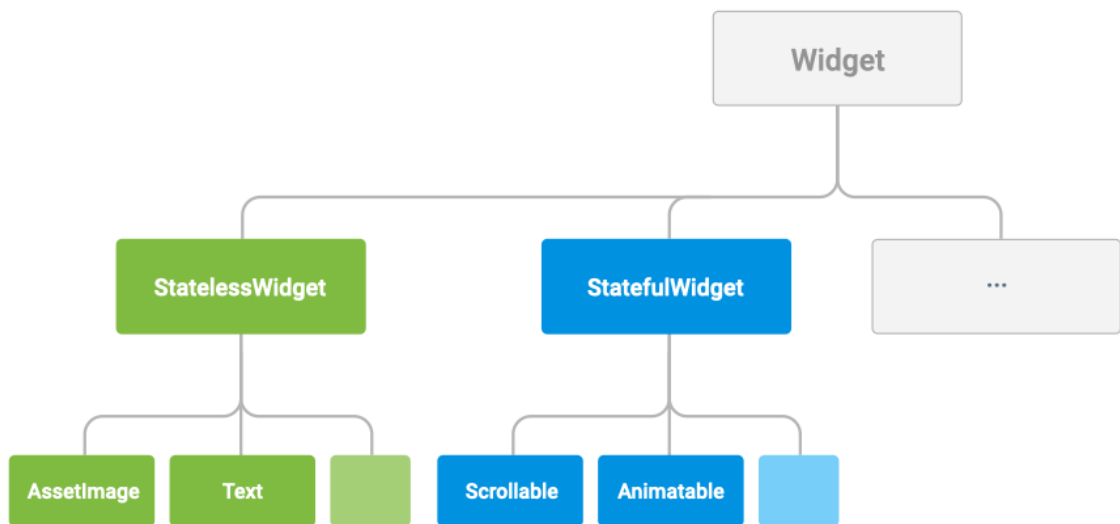 Widget
StatelessWidget
StatefulWidget
...
AssetImage
Text
Scrollable
Animatable